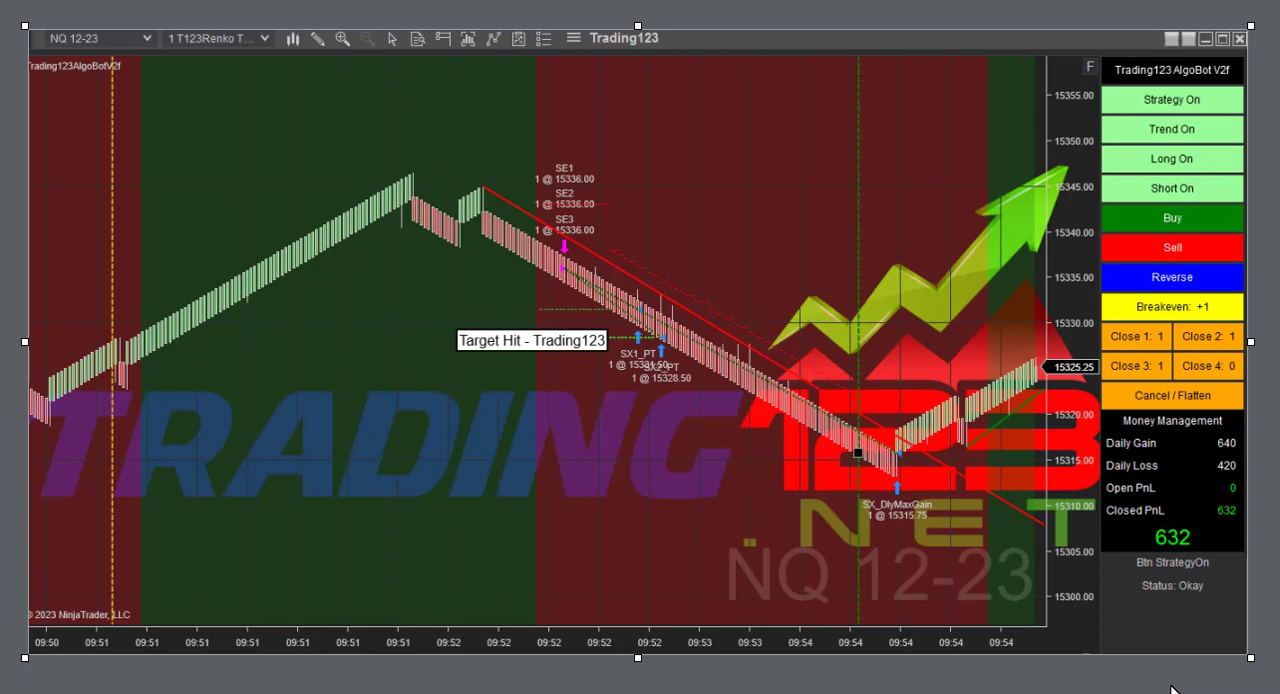 NQ 12-23
1 T123Renko T...
Trading123
Trading123AlgoBotV2f
F
SE1
1 @ 15336.00
SE2
1 @ 15336.00
SE3
1 @ 15336.00
Target Hit - Trading123
SX1_PT
1 @ 15331.50
PT
1 @ 15328.50
SX_DlyMaxGain
1 @ 15315.75
TRADING123
.NET
NQ 12-23
© 2023 NinjaTrader, LLC
15355.00
15350.00
15345.00
15340.00
15335.00
15330.00
15325.25
15320.00
15315.00
15310.00
15305.00
15300.00
09:50 09:51 09:51 09:51 09:51 09:51 09:51 09:51 09:52 09:52 09:52 09:52 09:52 09:53 09:53 09:54 09:54 09:54 09:54 09:54
Trading123 AlgoBot V2f
Strategy On
Trend On
Long On
Short On
Buy
Sell
Reverse
Breakeven: +1
Close 1: 1 Close 2: 1
Close 3: 1 Close 4: 0
Cancel / Flatten
Money Management
Daily Gain 640
Daily Loss 420
Open PnL 0
Closed PnL 632
632
Btn StrategyOn
Status: Okay